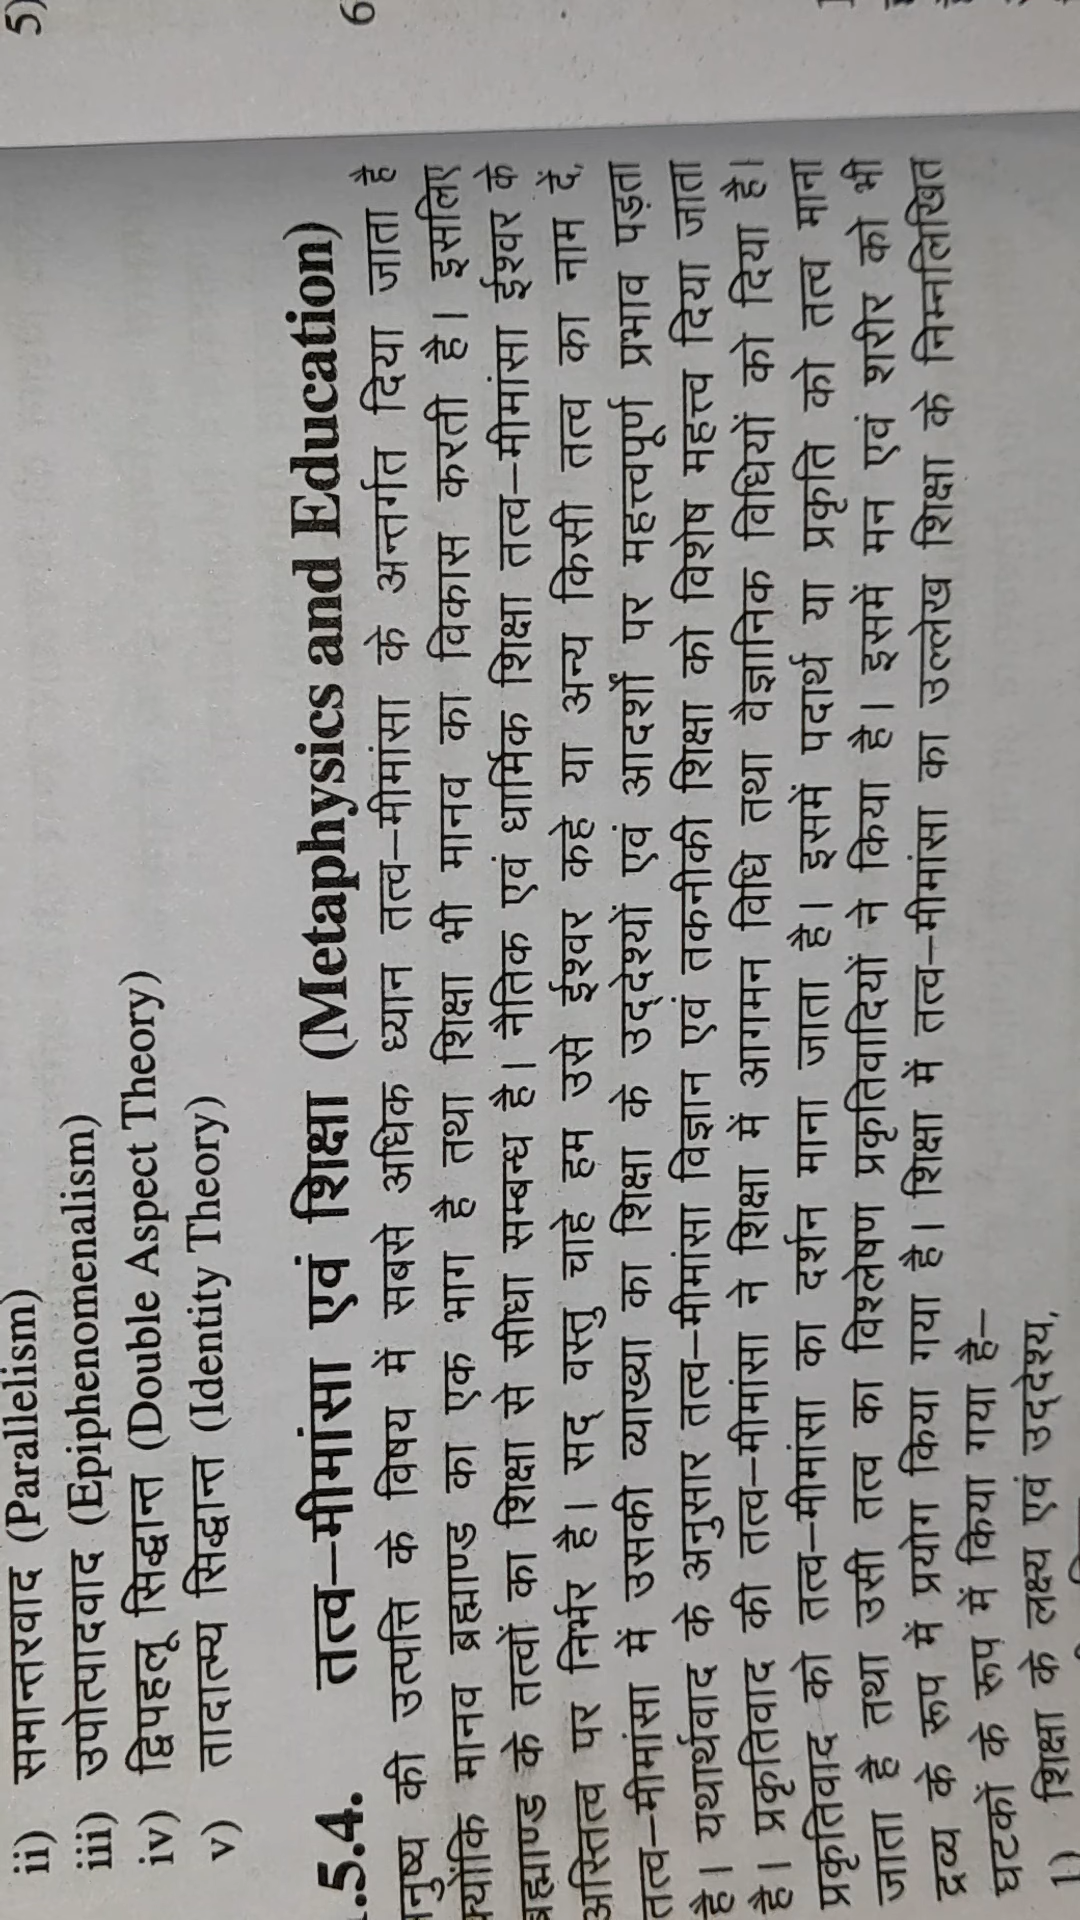 ii) समान्तरवाद (Parallelism)
iii) उपोत्पादवाद (Epiphenomenalism)
iv) द्विपहलू सिद्धान्त (Double Aspect Theory)
v) तादात्म्य सिद्धान्त (Identity Theory)
.5.4. तत्व–मीमांसा एवं शिक्षा (Metaphysics and Education)
नुष्य की उत्पत्ति के विषय में सबसे अधिक ध्यान तत्व–मीमांसा के अन्तर्गत दिया जाता है
क्योंकि मानव ब्रह्माण्ड का एक भाग है तथा शिक्षा भी मानव का विकास करती है। इसलिए
ब्रह्माण्ड के तत्वों का शिक्षा से सीधा सम्बन्ध है। नैतिक एवं धार्मिक शिक्षा तत्व–मीमांसा ईश्वर के
अस्तित्व पर निर्भर है। सद् वस्तु चाहे हम उसे ईश्वर कहे या अन्य किसी तत्व का नाम दें,
तत्व–मीमांसा में उसकी व्याख्या का शिक्षा के उद्देश्यों एवं आदर्शों पर महत्त्वपूर्ण प्रभाव पड़ता
है। यथार्थवाद के अनुसार तत्व–मीमांसा विज्ञान एवं तकनीकी शिक्षा को विशेष महत्त्व दिया जाता
है। प्रकृतिवाद की तत्व–मीमांसा ने शिक्षा में आगमन विधि तथा वैज्ञानिक विधियों को दिया है।
प्रकृतिवाद को तत्व–मीमांसा का दर्शन माना जाता है। इसमें पदार्थ या प्रकृति को तत्व माना
जाता है तथा उसी तत्व का विश्लेषण प्रकृतिवादियों ने किया है। इसमें मन एवं शरीर को भी
द्रव्य के रूप में प्रयोग किया गया है। शिक्षा में तत्व–मीमांसा का उल्लेख शिक्षा के निम्नलिखित
घटकों के रूप में किया गया है–
1) शिक्षा के लक्ष्य एवं उद्देश्य,
5)
6